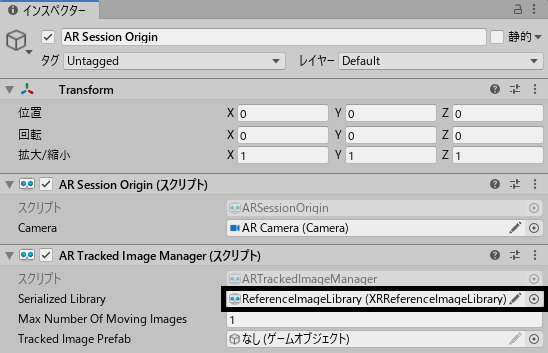 インスペクター
AR Session Origin 静的
タグ Untagged レイヤー Default
Transform
位置 X 0 Y 0 Z 0
回転 X 0 Y 0 Z 0
拡大/縮小 X 1 Y 1 Z 1
AR Session Origin (スクリプト)
スクリプト ARSessionOrigin
Camera AR Camera (Camera)
AR Tracked Image Manager (スクリプト)
スクリプト ARTrackedImageManager
Serialized Library ReferenceImageLibrary (XRReferenceImageLibrary)
Max Number Of Moving Images 1
Tracked Image Prefab なし (ゲームオブジェクト)